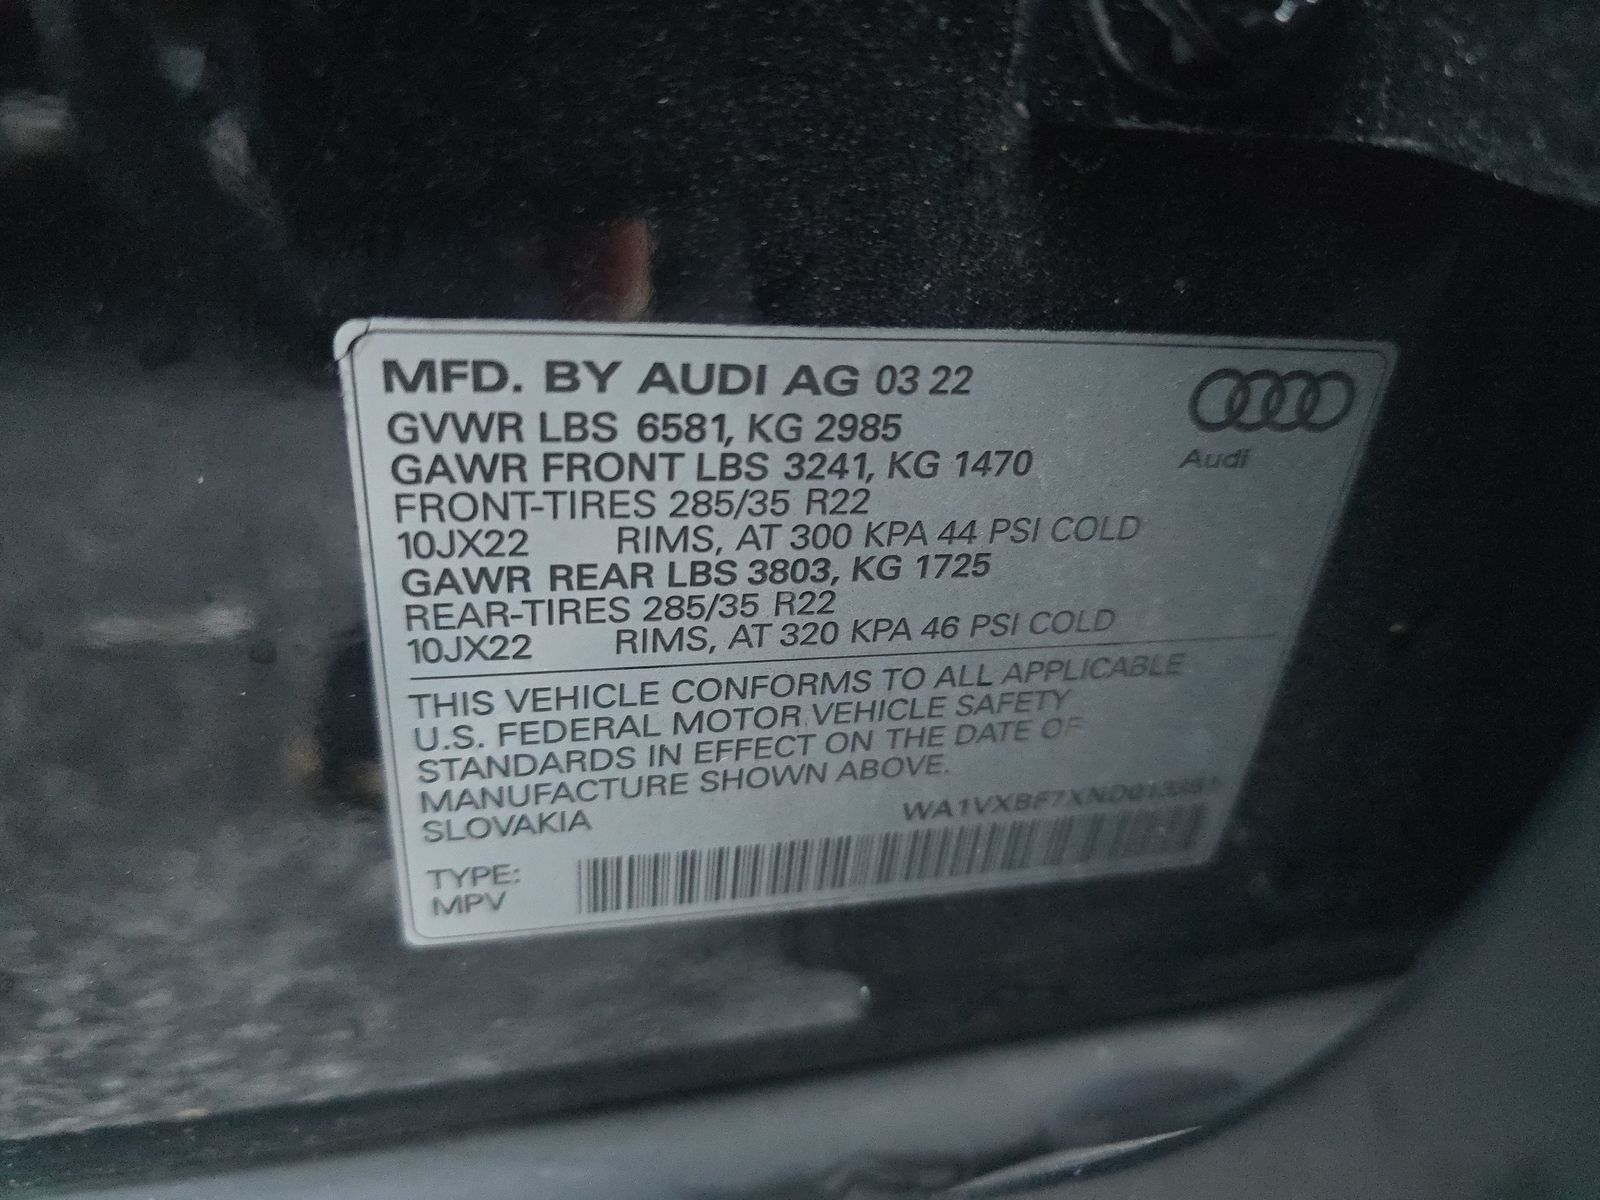 MFD. BY AUDI AG 03 22
GVWR LBS 6581, KG 2985
GAWR FRONT LBS 3241, KG 1470
FRONT-TIRES 285/35 R22
10JX22 RIMS, AT 300 KPA 44 PSI COLD
GAWR REAR LBS 3803, KG 1725
REAR-TIRES 285/35 R22
10JX22 RIMS, AT 320 KPA 46 PSI COLD
Audi
THIS VEHICLE CONFORMS TO ALL APPLICABLE
U.S. FEDERAL MOTOR VEHICLE SAFETY
STANDARDS IN EFFECT ON THE DATE OF
MANUFACTURE SHOWN ABOVE.
SLOVAKIA
TYPE:
MPV